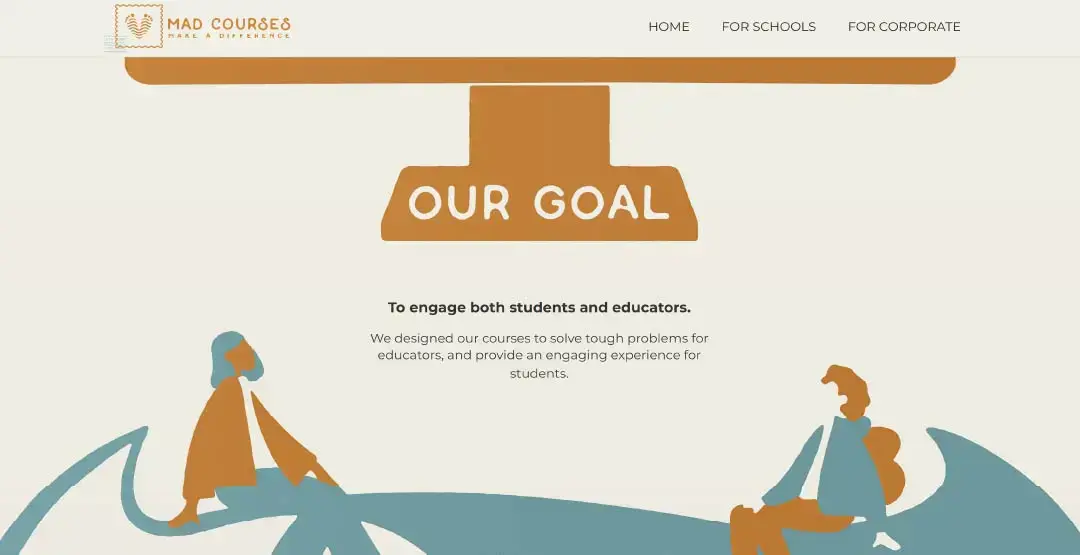 MAD COURSES
MAKE A DIFFERENCE
HOME
FOR SCHOOLS
FOR CORPORATE
OUR GOAL
To engage both students and educators.
We designed our courses to solve tough problems for
educators, and provide an engaging experience for
students.